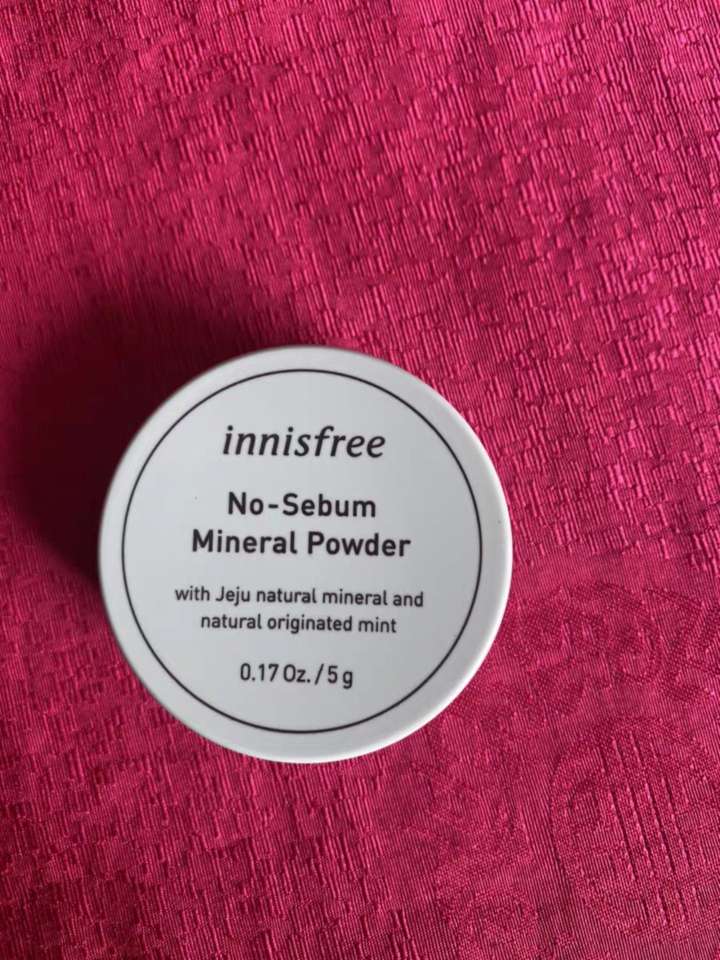 innisfree
No-Sebum
Mineral Powder
with Jeju natural mineral and
natural originated mint
0.17 Oz. / 5 g